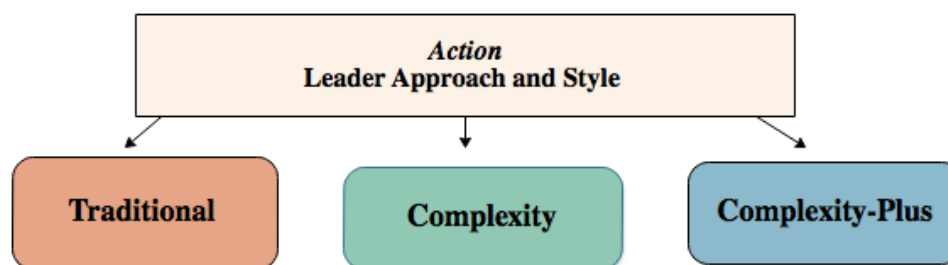 Action
Leader Approach and Style
Traditional
Complexity
Complexity-Plus